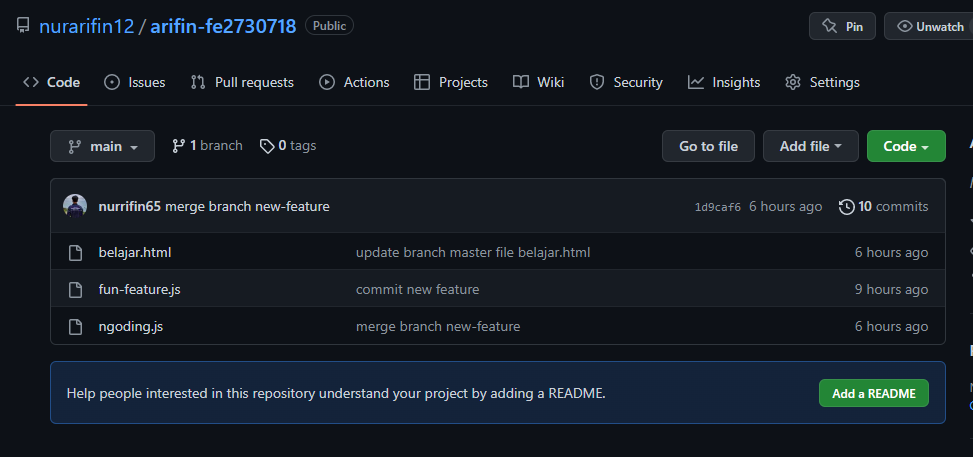 nurarifin12 / arifin-fe2730718 Public Pin Unwatch
Code Issues Pull requests Actions Projects Wiki Security Insights Settings
main 1 branch 0 tags Go to file Add file Code
nurrifin65 merge branch new-feature 1d9caf6 6 hours ago 10 commits
belajar.html update branch master file belajar.html 6 hours ago
fun-feature.js commit new feature 9 hours ago
ngoding.js merge branch new-feature 6 hours ago
Help people interested in this repository understand your project by adding a README. Add a README